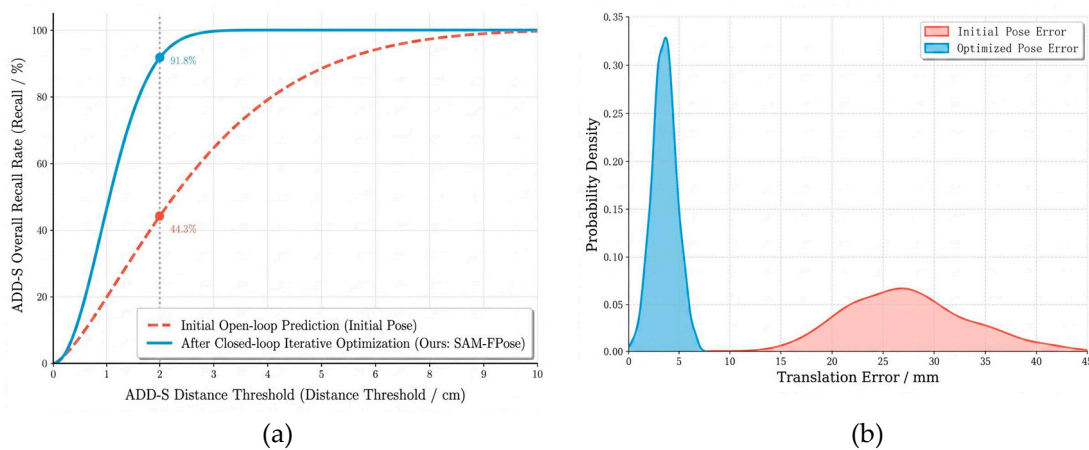 ADD-S Overall Recall Rate (Recall / %)
100
80
60
40
20
0
91.8%
44.3%
Initial Open-loop Prediction (Initial Pose)
After Closed-loop Iterative Optimization (Ours: SAM-FPose)
0 1 2 3 4 5 6 7 8 9 10
ADD-S Distance Threshold (Distance Threshold / cm)
(a)
Probability Density
0.35
0.30
0.25
0.20
0.15
0.10
0.05
0.00
Initial Pose Error
Optimized Pose Error
0 5 10 15 20 25 30 35 40 45
Translation Error / mm
(b)